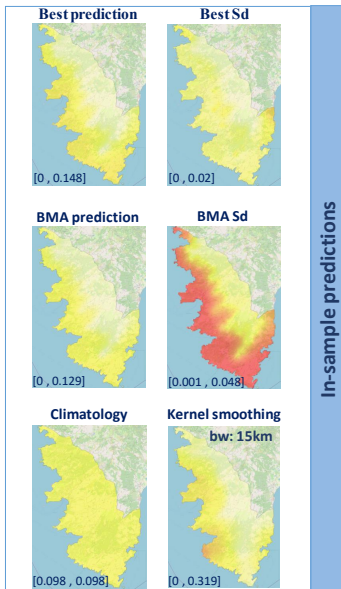 Best prediction
Best Sd
[0 , 0.148]
[0 , 0.02]
BMA prediction
BMA Sd
[0 , 0.129]
[0.001 , 0.048]
Climatology
Kernel smoothing
bw: 15km
[0.098 , 0.098]
[0 , 0.319]
In-sample predictions